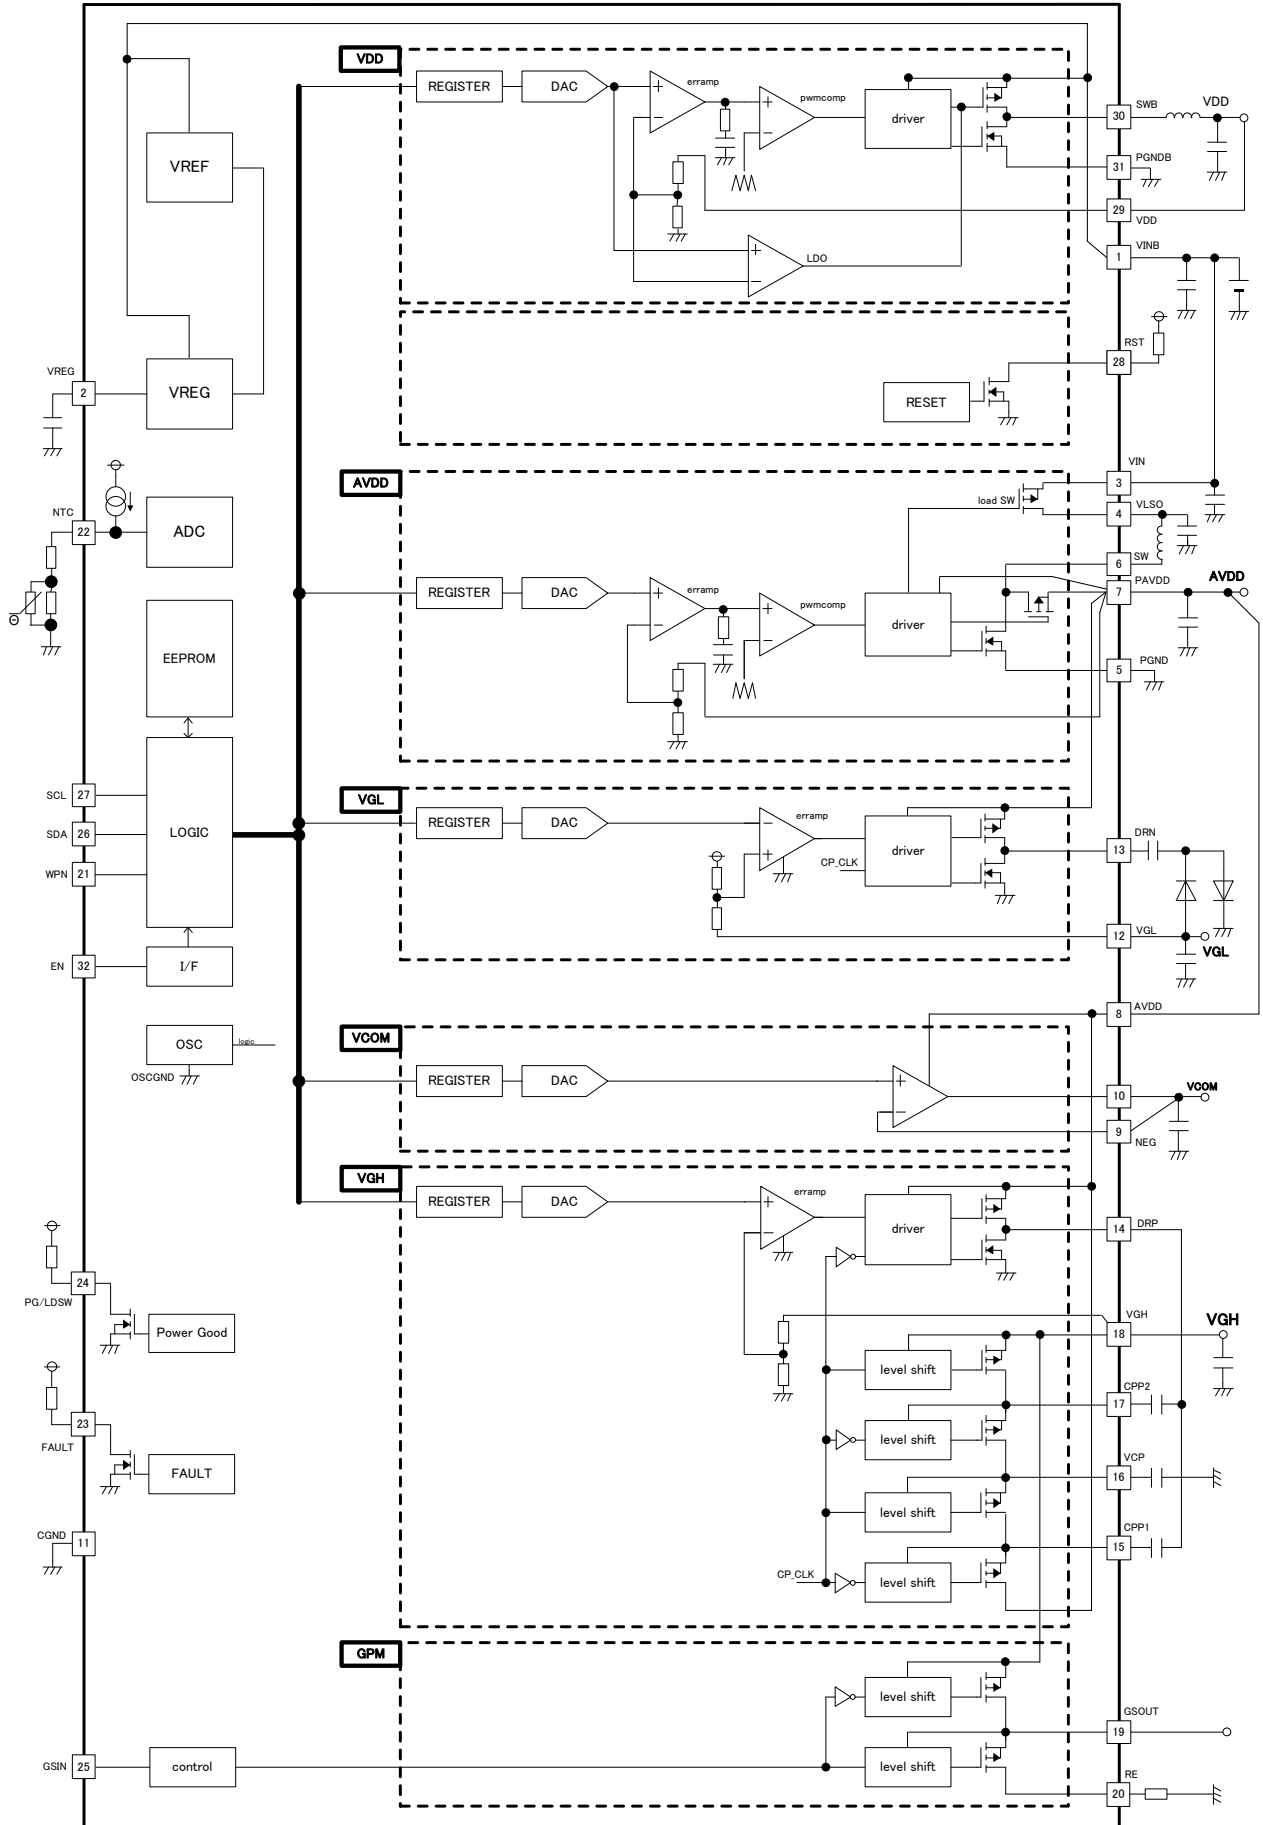 VDD
REGISTER
DAC
erramp
pwmcomp
driver
LDO
30
SWB
VDD
31
PGNDB
29
VDD
1
VINB
VREF
VREG
VREG
2
RESET
28
RST
AVDD
load SW
3
VIN
4
VLSO
6
SW
7
PAVDD
AVDD
5
PGND
REGISTER
DAC
erramp
pwmcomp
driver
NTC
22
ADC
Θ
EEPROM
LOGIC
SCL
27
SDA
26
WPN
21
EN
32
I/F
OSC
logic
OSCGND
VGL
REGISTER
DAC
erramp
CP_CLK
driver
13
DRN
12
VGL
VGL
8
AVDD
VCOM
REGISTER
DAC
10
VCOM
9
NEG
VGH
REGISTER
DAC
erramp
driver
14
DRP
18
VGH
VGH
level shift
17
CPP2
level shift
16
VCP
level shift
15
CPP1
CP_CLK
level shift
24
PG/LDSW
Power Good
23
FAULT
FAULT
CGND
11
GPM
level shift
19
GSOUT
GSIN
25
control
level shift
20
RE